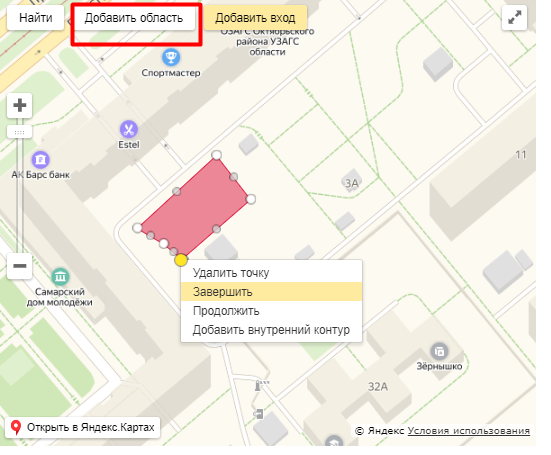 Найти
Добавить область
Добавить вход
ОЗАГС Октябрьского
района УЗАГС
области
Спортмастер
Estel
АК Барс банк
11
3А
Самарский
дом молодёжи
Удалить точку
Завершить
Продолжить
Добавить внутренний контур
Зёрнышко
32А
Открыть в Яндекс.Картах
© Яндекс Условия использования